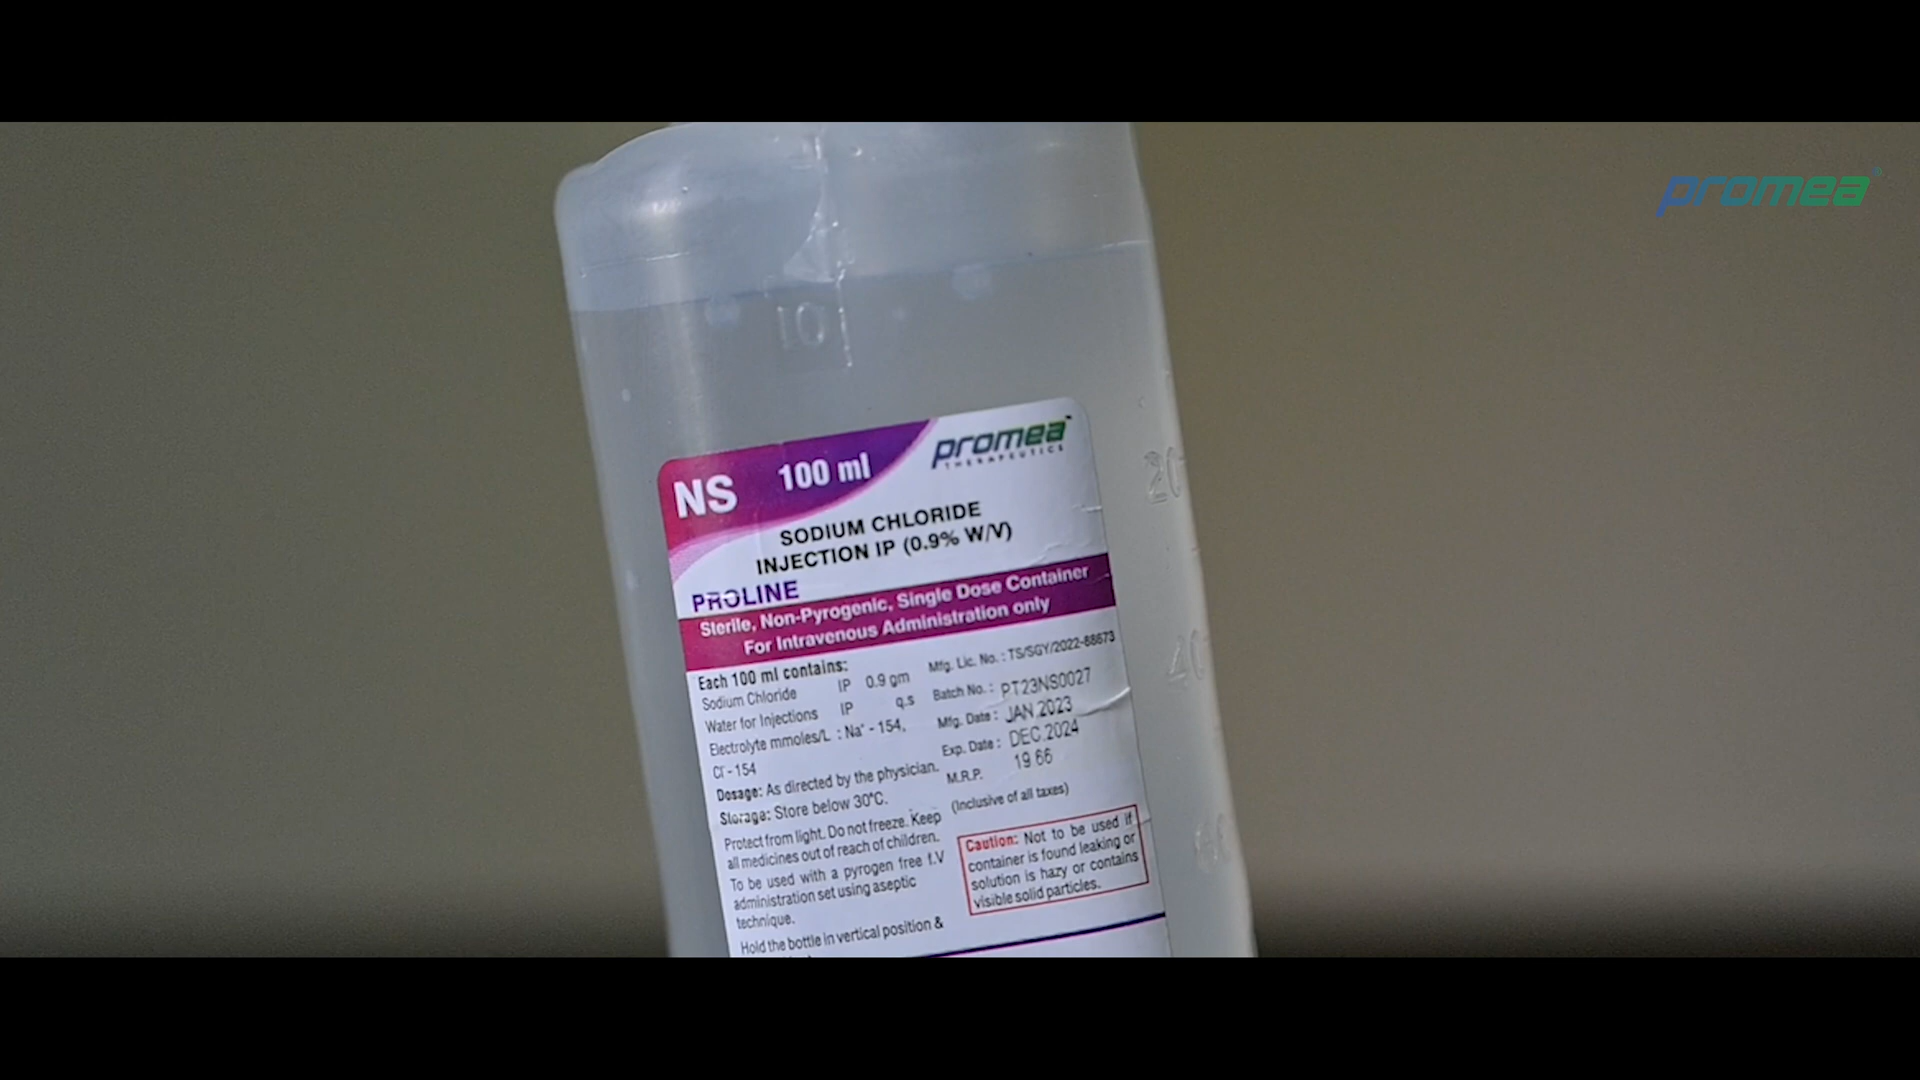 promea
10
NS 100 ml
promea
THERAPEUTICS
SODIUM CHLORIDE
INJECTION IP (0.9% W/V)
PROLINE
Sterile, Non-Pyrogenic, Single Dose Container
For Intravenous Administration only
Each 100 ml contains:
Sodium Chloride IP 0.9 gm
Water for Injections IP q.s
Electrolyte mmoles/L : Na⁺ - 154,
Cl⁻ - 154
Dosage: As directed by the physician.
Storage: Store below 30°C.
Protect from light. Do not freeze. Keep
all medicines out of reach of children.
To be used with a pyrogen free I.V
administration set using aseptic
technique.
Hold the bottle in vertical position &
Mfg. Lic. No. : TS/SGY/2022-88673
Batch No. : PT23NS0027
Mfg. Date : JAN.2023
Exp. Date : DEC.2024
M.R.P. 19.66
(Inclusive of all taxes)
Caution: Not to be used if
container is found leaking or
solution is hazy or contains
visible solid particles.
20
40